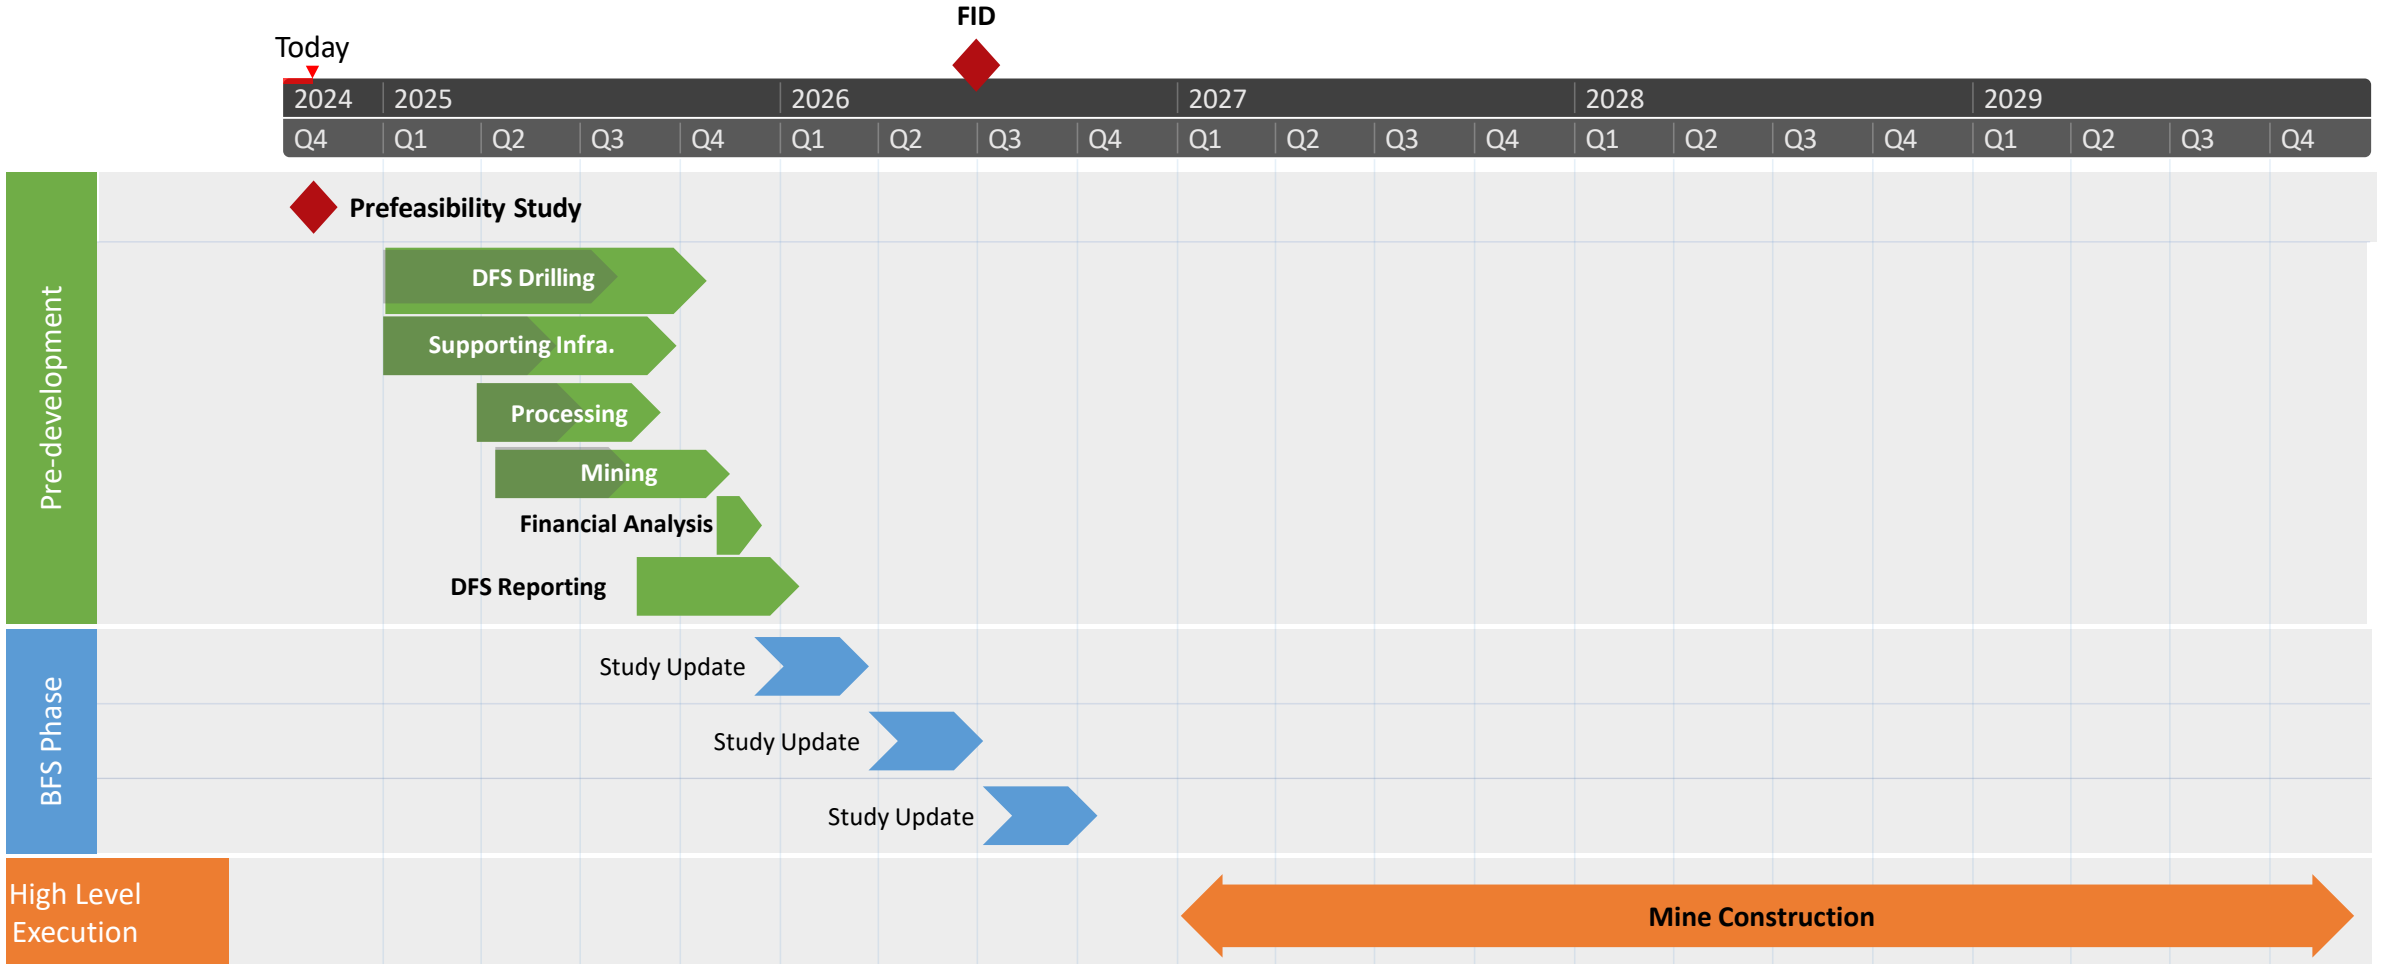 FID
Today
2024 2025 2026 2027 2028 2029
Q4 Q1 Q2 Q3 Q4 Q1 Q2 Q3 Q4 Q1 Q2 Q3 Q4 Q1 Q2 Q3 Q4 Q1 Q2 Q3 Q4
Pre-development
Prefeasibility Study
DFS Drilling
Supporting Infra.
Processing
Mining
Financial Analysis
DFS Reporting
BFS Phase
Study Update
Study Update
Study Update
High Level
Execution
Mine Construction